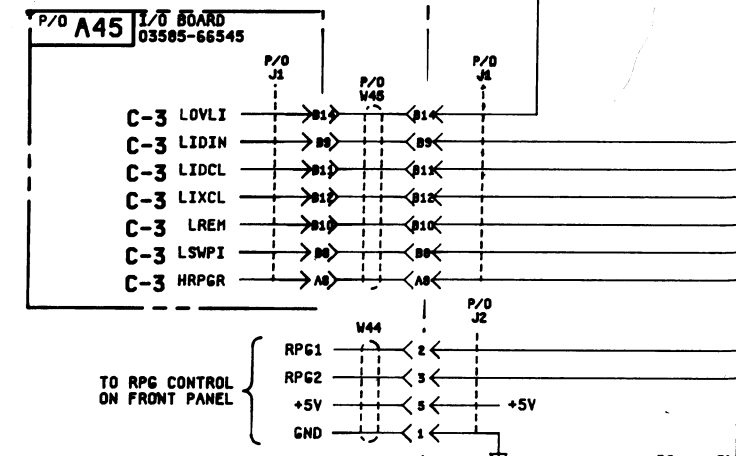 P/O A45 I/O BOARD
03585-66545
P/O J1
P/O W45
P/O J1
C-3 LOVLI B14 B14
C-3 LIDIN B9 B9
C-3 LIDCL B11 B11
C-3 LIXCL B12 B12
C-3 LREM B10 B10
C-3 LSWPI
C-3 HRPGR A8 A8
P/O J2
W44
RPG1 2
RPG2 3
TO RPG CONTROL
ON FRONT PANEL
+5V 5 +5V
GND 1